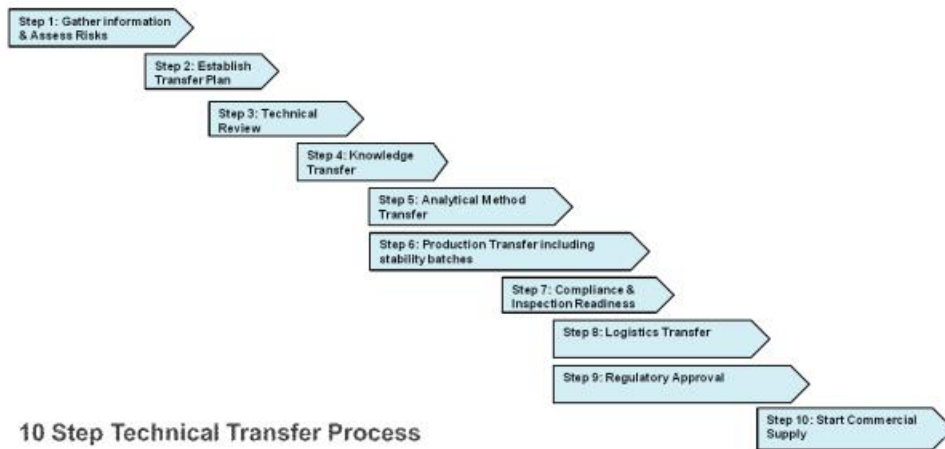 Step 1: Gather information
& Assess Risks
Step 2: Establish
Transfer Plan
Step 3: Technical
Review
Step 4: Knowledge
Transfer
Step 5: Analytical Method
Transfer
Step 6: Production Transfer including
stability batches
Step 7: Compliance &
Inspection Readiness
Step 8: Logistics Transfer
Step 9: Regulatory Approval
Step 10: Start Commercial
Supply
10 Step Technical Transfer Process